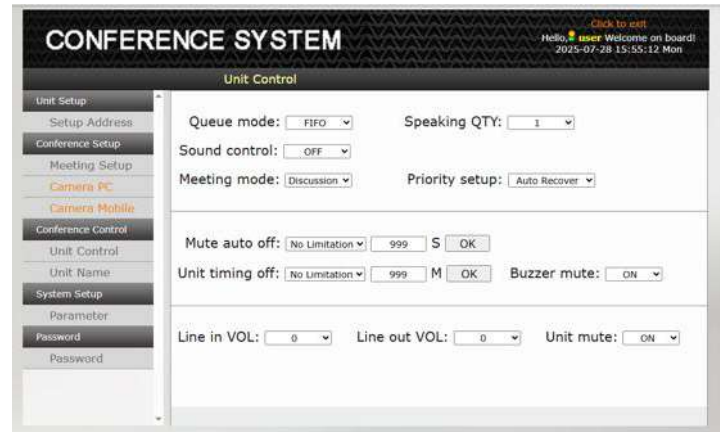 CONFERENCE SYSTEM
Click to exit
Hello, user Welcome on board!
2025-07-28 15:55:12 Mon
Unit Control
Unit Setup
Setup Address
Conference Setup
Meeting Setup
Camera PC
Camera Mobile
Conference Control
Unit Control
Unit Name
System Setup
Parameter
Password
Password
Queue mode: FIFO Speaking QTY: 1
Sound control: OFF
Meeting mode: Discussion Priority setup: Auto Recover
Mute auto off: No Limitation 999 S OK
Unit timing off: No Limitation 999 M OK Buzzer mute: ON
Line in VOL: 0 Line out VOL: 0 Unit mute: ON